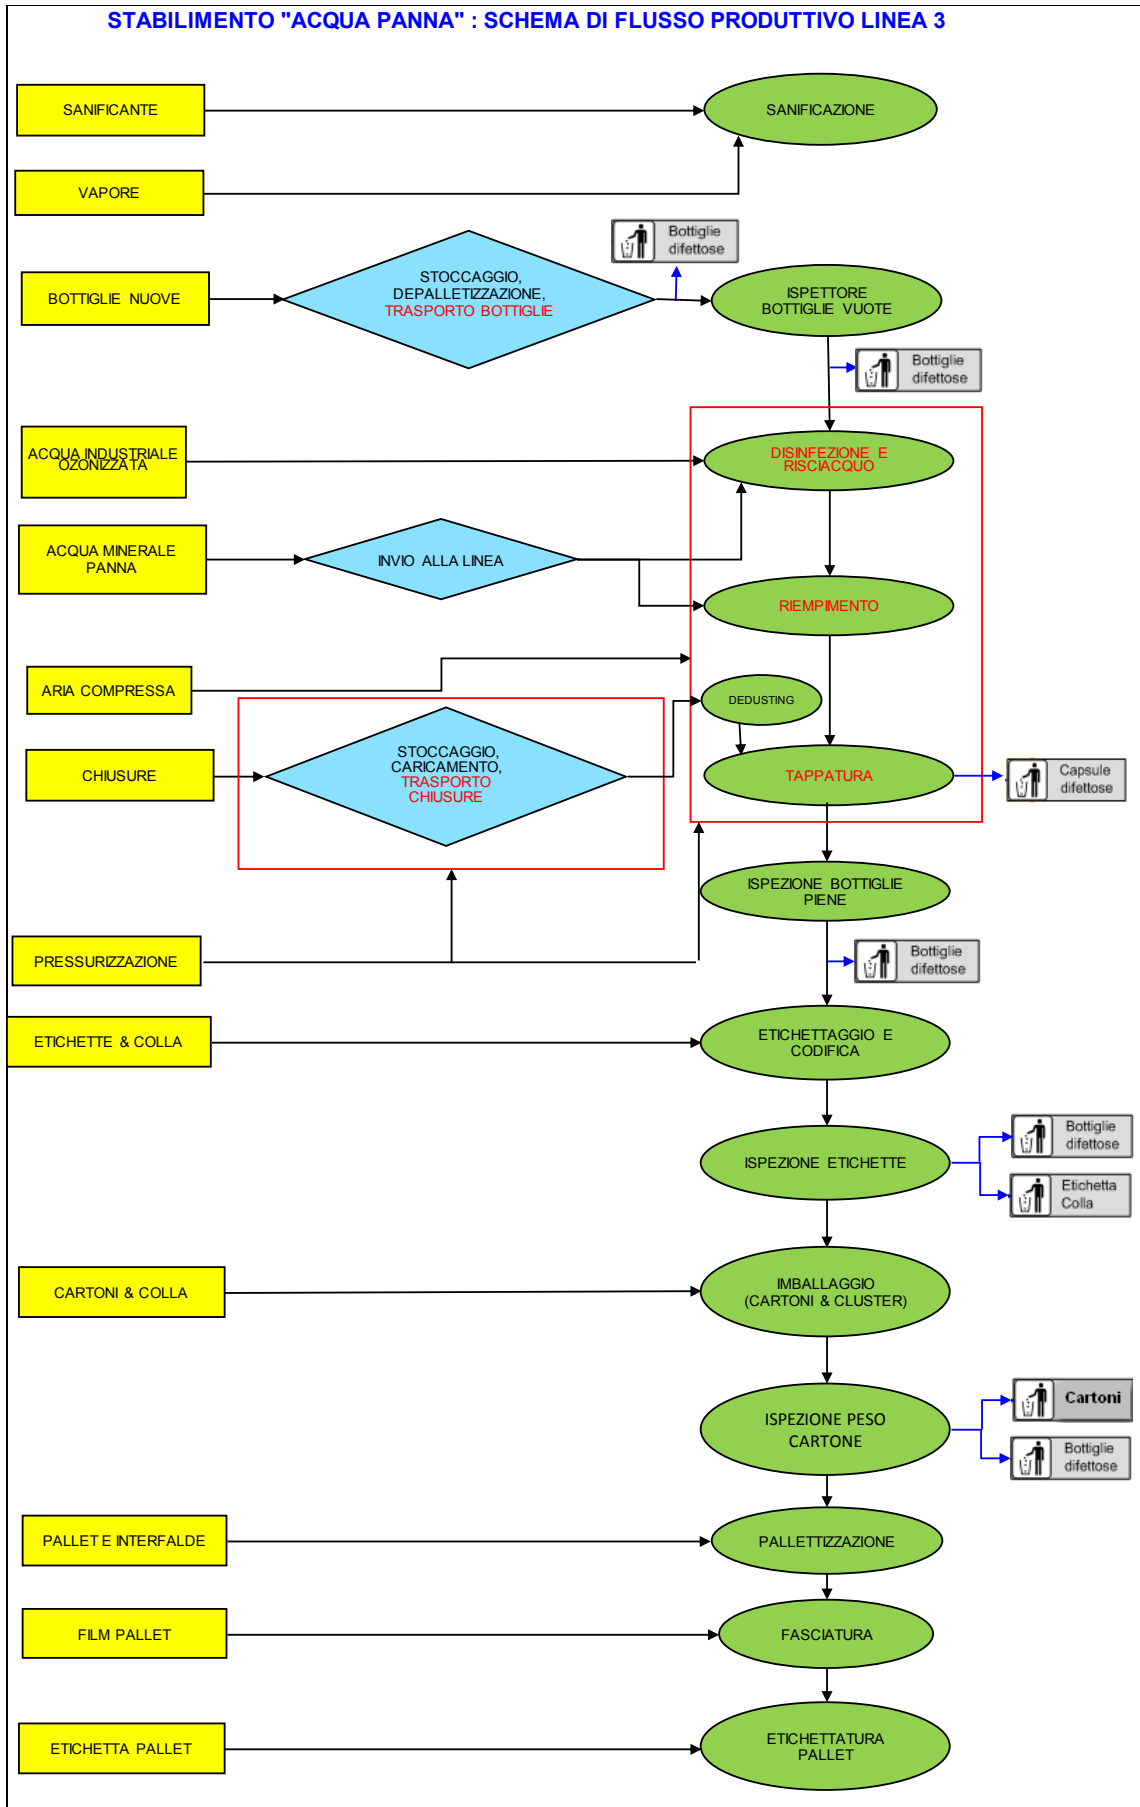 STABILIMENTO "ACQUA PANNA" : SCHEMA DI FLUSSO PRODUTTIVO LINEA 3
SANIFICANTE
SANIFICAZIONE
VAPORE
Bottiglie
difettose
BOTTIGLIE NUOVE
STOCCAGGIO,
DEPALLETIZZAZIONE,
TRASPORTO BOTTIGLIE
ISPETTORE
BOTTIGLIE VUOTE
Bottiglie
difettose
ACQUA INDUSTRIALE
OZONIZZATA
DISINFEZIONE E
RISCIACQUO
ACQUA MINERALE
PANNA
INVIO ALLA LINEA
RIEMPIMENTO
ARIA COMPRESSA
DEDUSTING
CHIUSURE
STOCCAGGIO,
CARICAMENTO,
TRASPORTO
CHIUSURE
TAPPATURA
Capsule
difettose
ISPEZIONE BOTTIGLIE
PIENE
PRESSURIZZAZIONE
Bottiglie
difettose
ETICHETTE & COLLA
ETICHETTAGGIO E
CODIFICA
ISPEZIONE ETICHETTE
Bottiglie
difettose
Etichetta
Colla
CARTONI & COLLA
IMBALLAGGIO
(CARTONI & CLUSTER)
ISPEZIONE PESO
CARTONE
Cartoni
Bottiglie
difettose
PALLET E INTERFALDE
PALLETTIZZAZIONE
FILM PALLET
FASCIATURA
ETICHETTA PALLET
ETICHETTATURA
PALLET